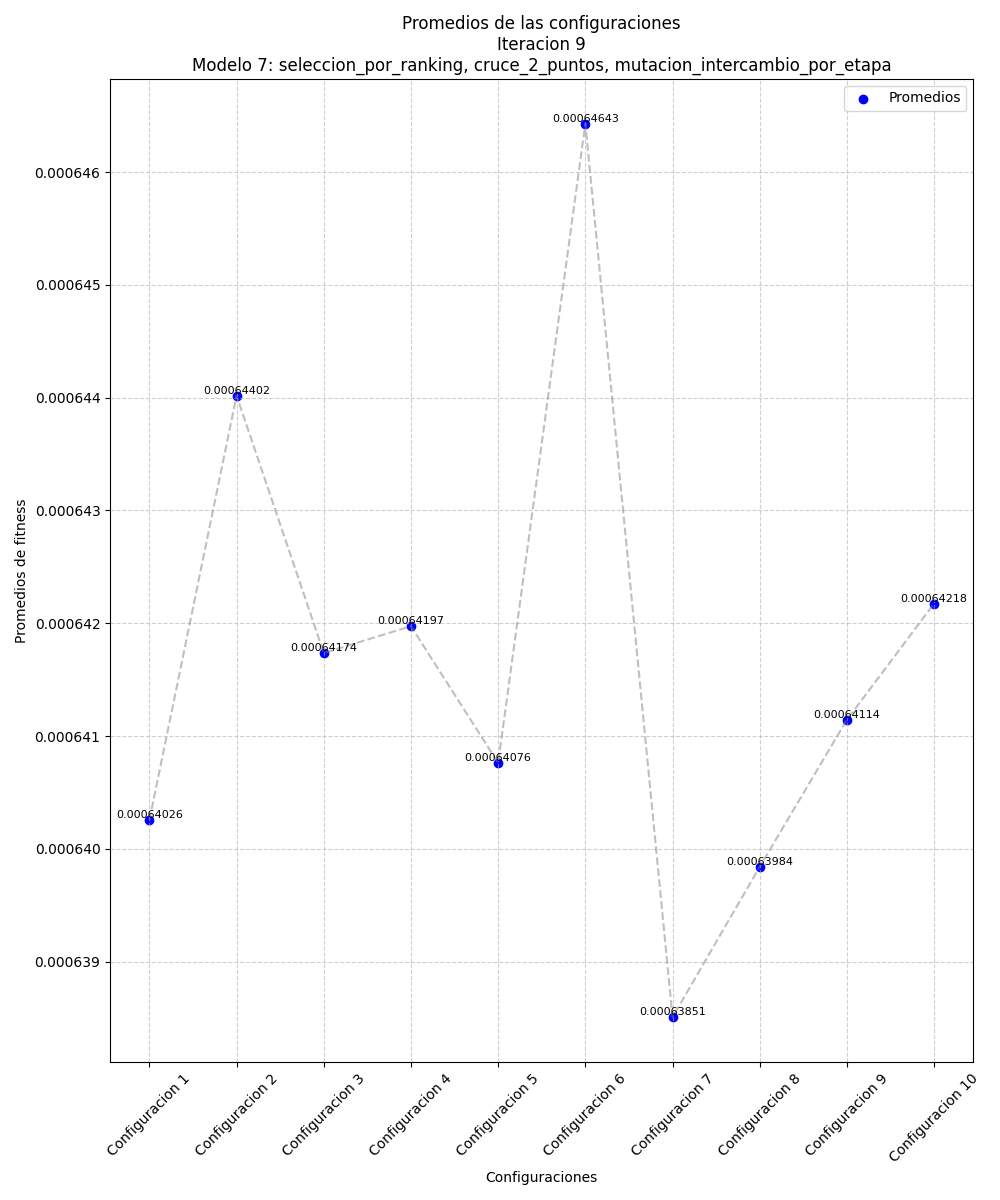 Promedios de las configuraciones
Iteracion 9
Modelo 7: seleccion_por_ranking, cruce_2_puntos, mutacion_intercambio_por_etapa
Promedios
0.00064643
0.000646
0.000645
0.00064402
0.000644
0.000643
Promedios de fitness
0.00064218
0.00064197
0.000642
0.00064174
0.00064114
0.000641
0.00064076
0.00064026
0.000640
0.00063984
0.000639
0.00063851
Configuracion 1
Configuracion 2
Configuracion 3
Configuracion 4
Configuracion 5
Configuracion 6
Configuracion 7
Configuracion 8
Configuracion 9
Configuracion 10
Configuraciones